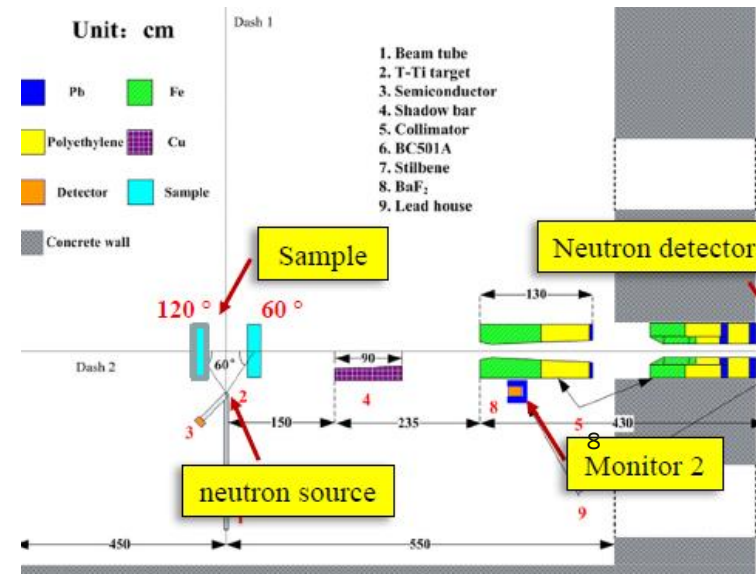 Unit: cm
Dash 1
Pb
Fe
Polyethylene
Cu
Detector
Sample
Concrete wall
1. Beam tube
2. T-Ti target
3. Semiconductor
4. Shadow bar
5. Collimator
6. BC501A
7. Stilbene
8. BaF₂
9. Lead house
Sample
Neutron detector
120 °
60 °
130
Dash 2
60°
90
2
4
8
5
3
150
235
430
8
Monitor 2
neutron source
1
9
450
550